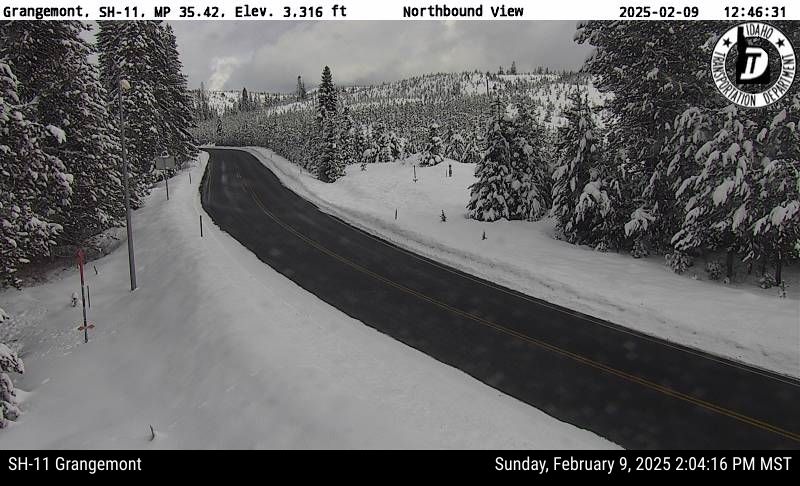 Grangemont, SH-11, MP 35.42, Elev. 3,316 ft Northbound View 2025-02-09 12:46:31
IDAHO
TRANSPORTATION DEPARTMENT
SH-11 Grangemont Sunday, February 9, 2025 2:04:16 PM MST